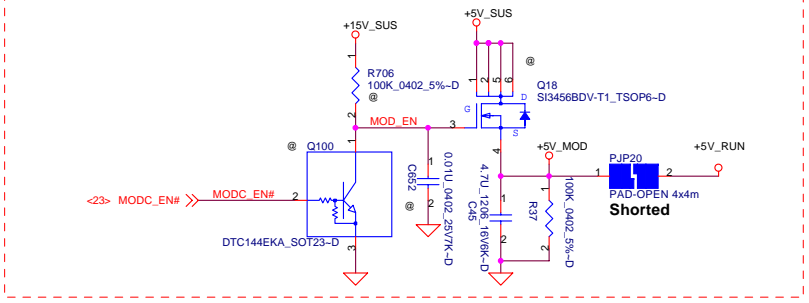 +15V_SUS
+5V_SUS
1
R706
100K_0402_5%~D
@
2
1 2 5 6
@
Q18
SI3456BDV-T1_TSOP6~D
D
G
S
3
4
MOD_EN
@
Q100
1
<23> MODC_EN#
MODC_EN#
2
3
DTC144EKA_SOT23~D
1
2
C652
0.01U_0402_25V7K~D
@
1
2
4.7U_1206_16V6K~D
C45
+5V_MOD
1
2
100K_0402_5%~D
R37
PJP20
1
2
PAD-OPEN 4x4m
Shorted
+5V_RUN